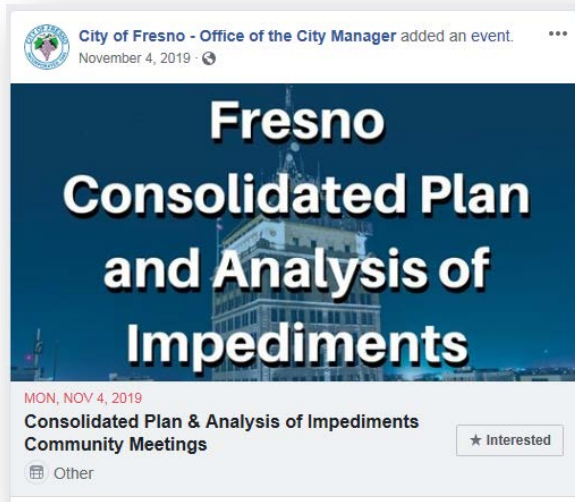 City of Fresno - Office of the City Manager added an event.
November 4, 2019 ·
Fresno
Consolidated Plan
and Analysis of
Impediments
MON, NOV 4, 2019
Consolidated Plan & Analysis of Impediments
Community Meetings
★ Interested
Other